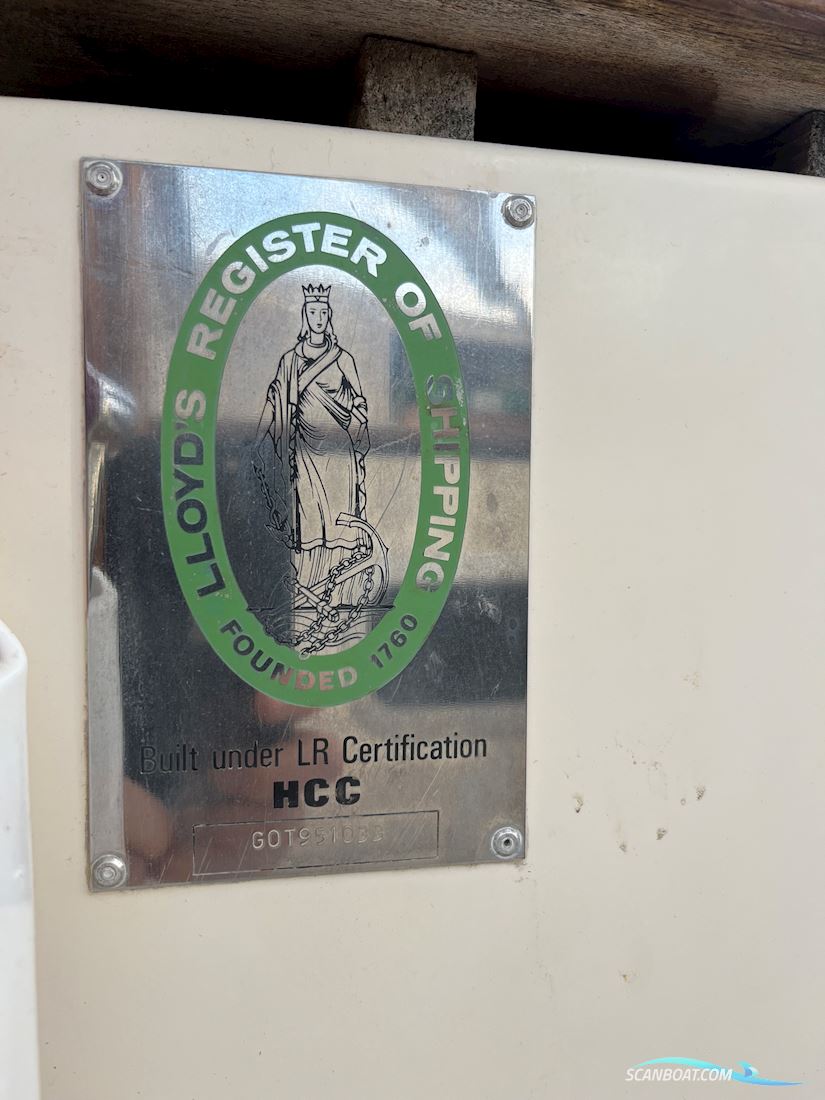 LLOYD'S REGISTER OF SHIPPING
FOUNDED 1760
Built under LR Certification
HCC
SCANBOAT.COM